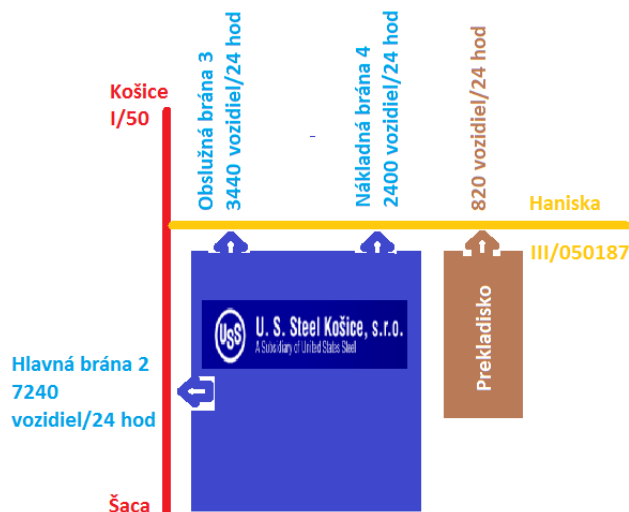 Košice
I/50
Obslužná brána 3
3440 vozidiel/24 hod
Nákladná brána 4
2400 vozidiel/24 hod
820 vozidiel/24 hod
Haniska
III/050187
USS
U. S. Steel Košice, s.r.o.
A Subsidiary of United States Steel
Prekladisko
Hlavná brána 2
7240
vozidiel/24 hod
Šaca